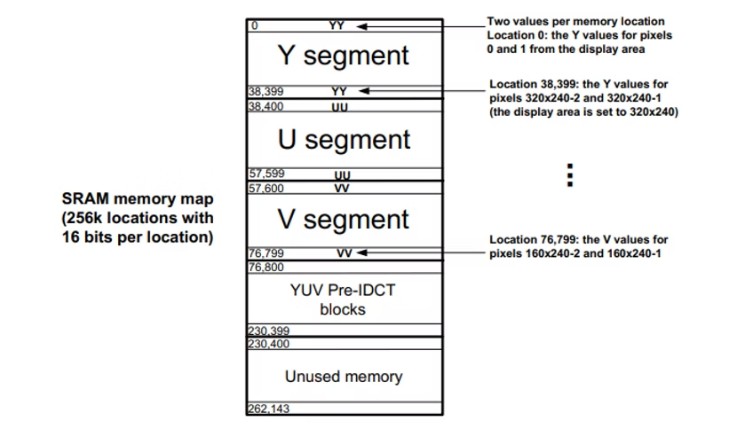 0 YY
Two values per memory location
Location 0: the Y values for pixels
0 and 1 from the display area
Y segment
38,399 YY
Location 38,399: the Y values for
pixels 320x240-2 and 320x240-1
(the display area is set to 320x240)
38,400 UU
U segment
57,599 UU
57,600 VV
SRAM memory map
(256k locations with
16 bits per location)
V segment
76,799 VV
Location 76,799: the V values for
pixels 160x240-2 and 160x240-1
76,800
YUV Pre-IDCT
blocks
230,399
230,400
Unused memory
262,143